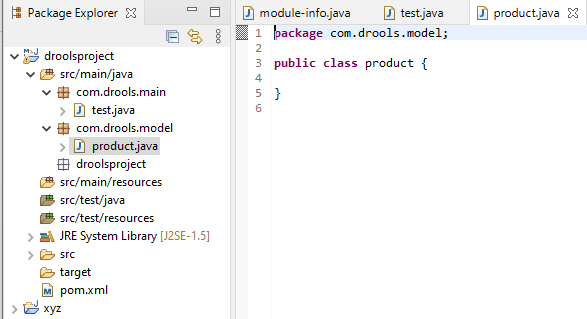 Package Explorer
droolsproject
src/main/java
com.drools.main
test.java
com.drools.model
product.java
droolsproject
src/main/resources
src/test/java
src/test/resources
JRE System Library [J2SE-1.5]
src
target
pom.xml
xyz
module-info.java test.java product.java
1 package com.drools.model;
2
3 public class product {
4
5 }
6